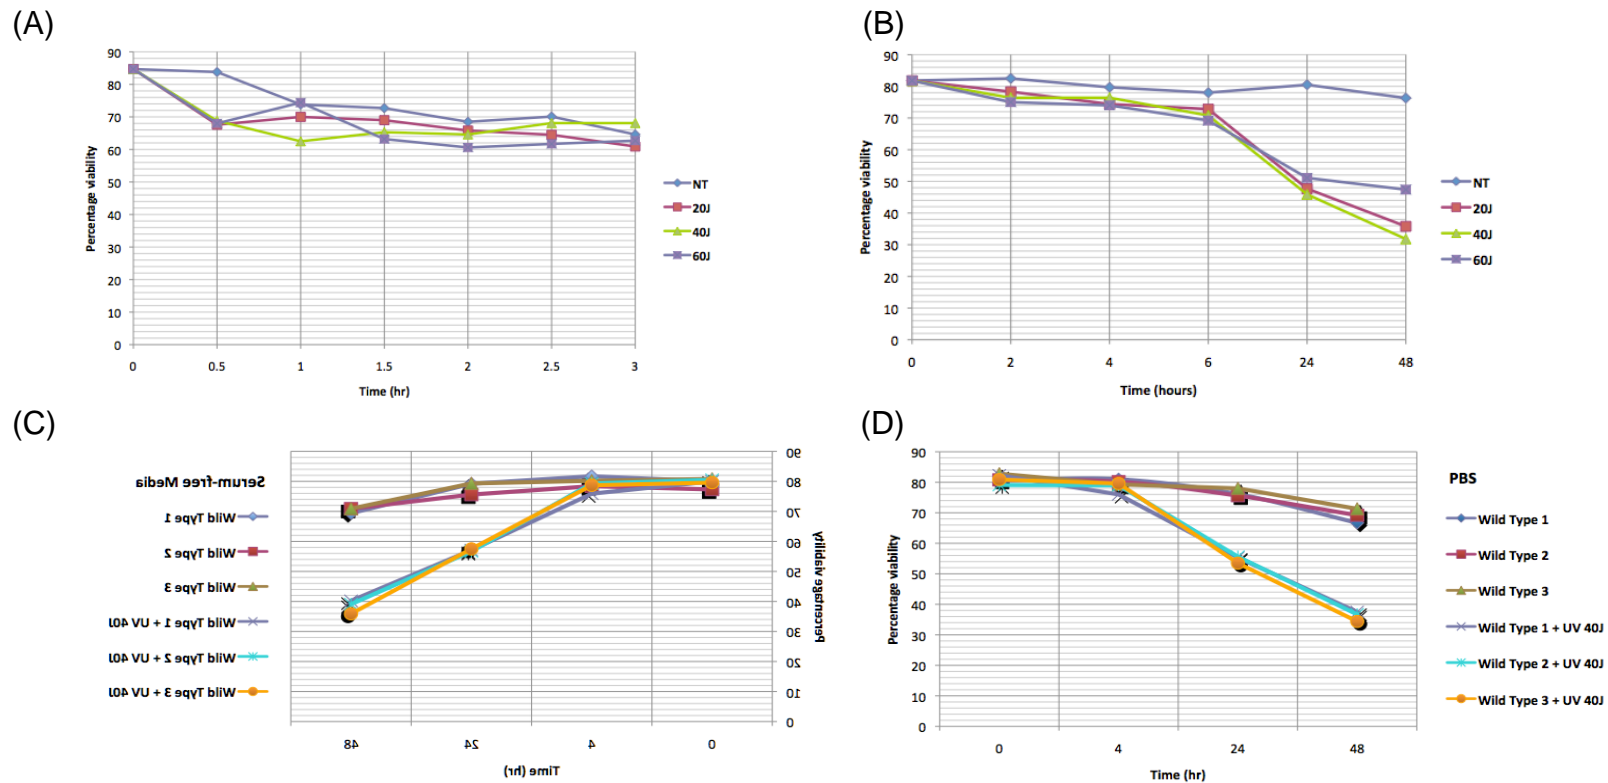 (A)
90
80
70
60
50
40
30
20
10
0
Percentage viability
0 0.5 1 1.5 2 2.5 3
Time (hr)
NT
20J
40J
60J
(B)
90
80
70
60
50
40
30
20
10
0
Percentage viability
0 2 4 6 24 48
Time (hours)
NT
20J
40J
60J
(C)
Serum-free Media
Wild Type 1
Wild Type 2
Wild Type 3
Wild Type 1 + UV 40J
Wild Type 2 + UV 40J
Wild Type 3 + UV 40J
90
80
70
60
50
40
30
20
10
0
Percentage viability
48 24 4 0
Time (hr)
(D)
90
80
70
60
50
40
30
20
10
0
Percentage viability
0 4 24 48
Time (hr)
PBS
Wild Type 1
Wild Type 2
Wild Type 3
Wild Type 1 + UV 40J
Wild Type 2 + UV 40J
Wild Type 3 + UV 40J